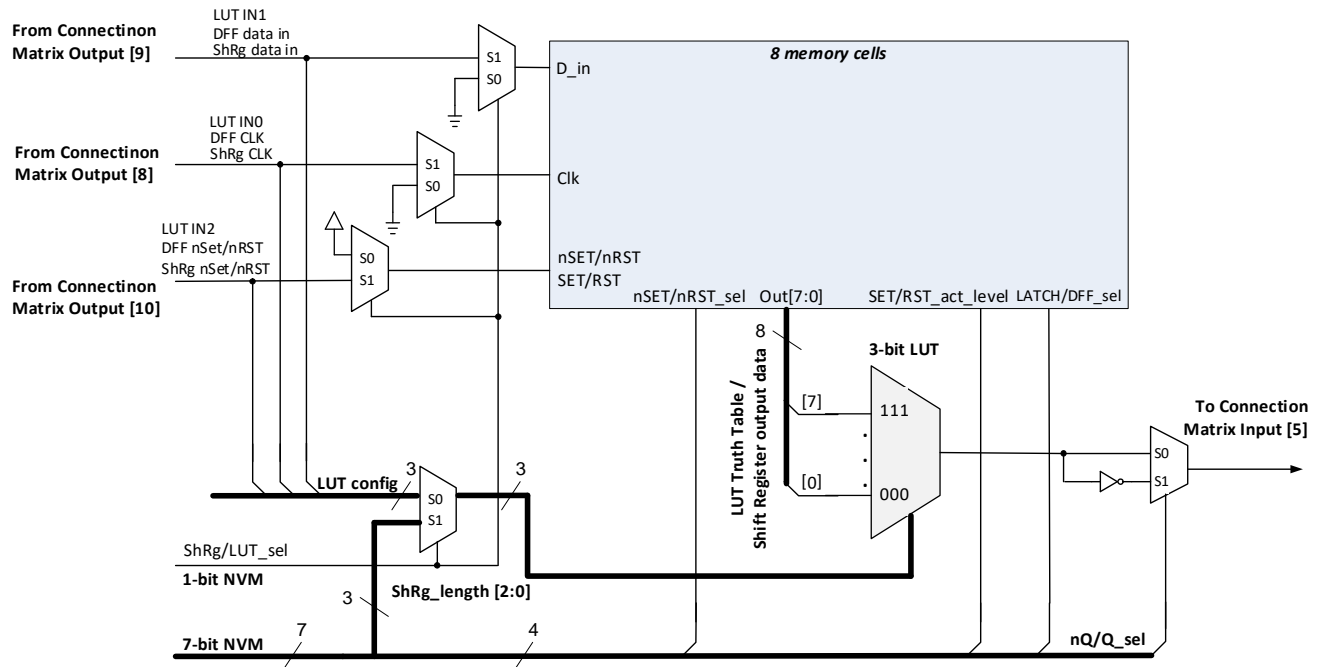 LUT IN1
DFF data in
ShRg data in
From Connectinon
Matrix Output [9]
S1
S0
D_in
8 memory cells
LUT IN0
DFF CLK
ShRg CLK
From Connectinon
Matrix Output [8]
S1
S0
Clk
LUT IN2
DFF nSet/nRST
ShRg nSet/nRST
From Connectinon
Matrix Output [10]
S0
S1
nSET/nRST
SET/RST
nSET/nRST_sel
Out[7:0]
SET/RST_act_level
LATCH/DFF_sel
8
3-bit LUT
LUT Truth Table /
Shift Register output data
[7]
111
[0]
000
To Connection
Matrix Input [5]
S0
S1
LUT config
3
S0
S1
3
ShRg/LUT_sel
1-bit NVM
ShRg_length [2:0]
3
7-bit NVM
7
4
nQ/Q_sel